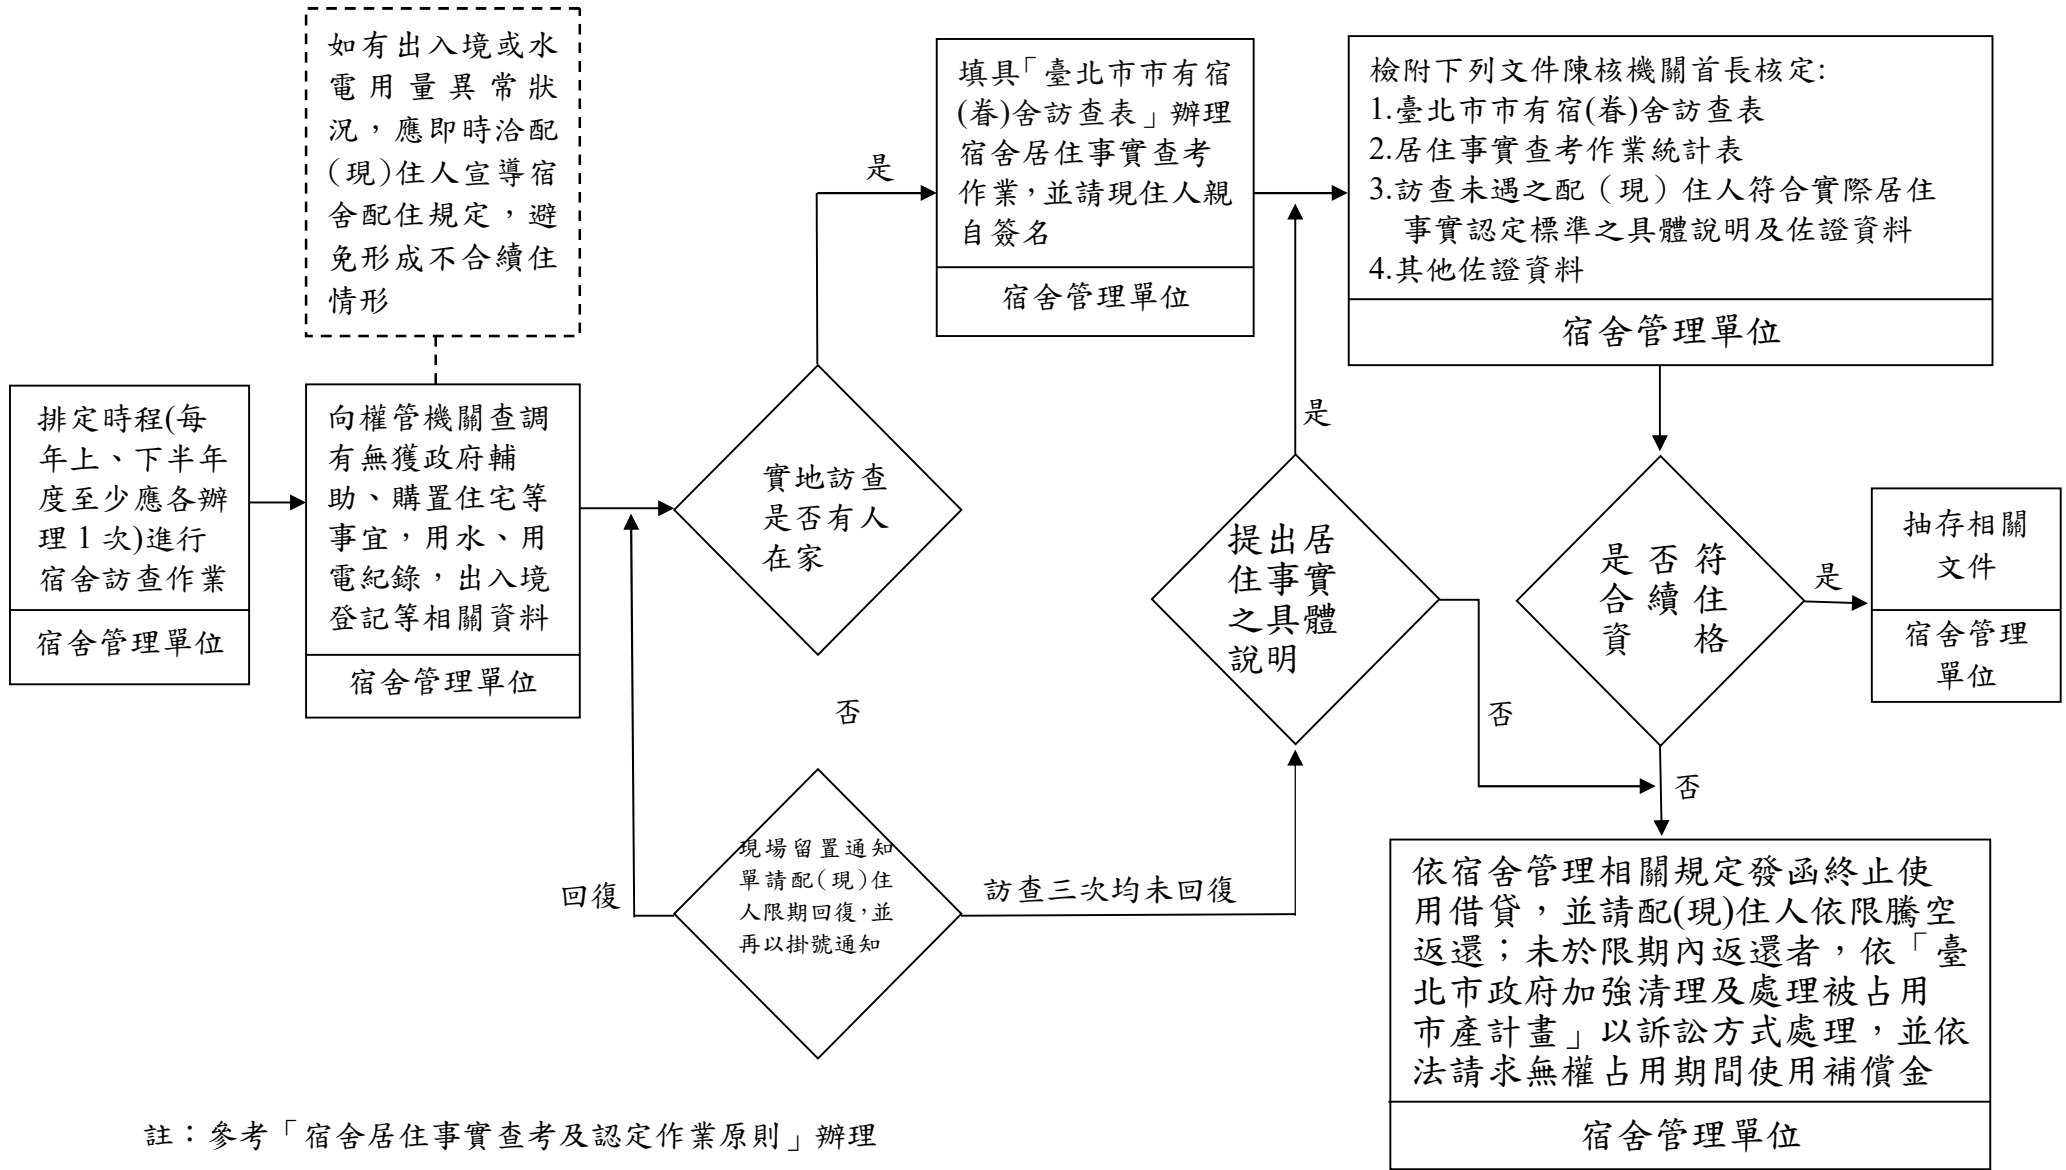 如有出入境或水
電用量異常狀
況，應即時洽配
(現)住人宣導宿
舍配住規定，避
免形成不合續住
情形
排定時程(每
年上、下半年
度至少應各辦
理 1 次)進行
宿舍訪查作業
宿舍管理單位
向權管機關查調
有無獲政府輔
助、購置住宅等
事宜，用水、用
電紀錄，出入境
登記等相關資料
宿舍管理單位
實地訪查
是否有人
在家
是
否
填具「臺北市市有宿
(眷)舍訪查表」辦理
宿舍居住事實查考
作業，並請現住人親
自簽名
宿舍管理單位
現場留置通知
單請配(現)住
人限期回復，並
再以掛號通知
回復
訪查三次均未回復
提出居
住事實
之具體
說明
是
否
檢附下列文件陳核機關首長核定:
1.臺北市市有宿(眷)舍訪查表
2.居住事實查考作業統計表
3.訪查未遇之配（現）住人符合實際居住
事實認定標準之具體說明及佐證資料
4.其他佐證資料
宿舍管理單位
是否符
合續住
資格
是
否
抽存相關
文件
宿舍管理
單位
依宿舍管理相關規定發函終止使
用借貸，並請配(現)住人依限騰空
返還；未於限期內返還者，依「臺
北市政府加強清理及處理被占用
市產計畫」以訴訟方式處理，並依
法請求無權占用期間使用補償金
宿舍管理單位
註：參考「宿舍居住事實查考及認定作業原則」辦理